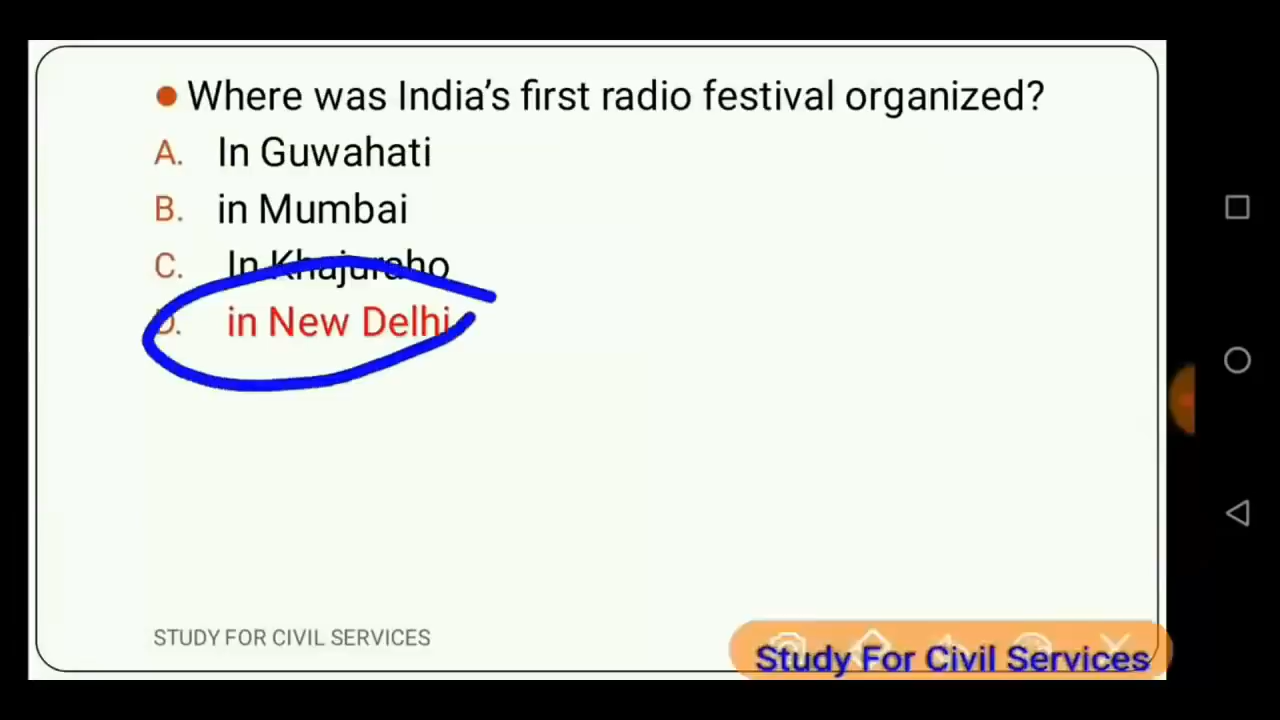 Where was India's first radio festival organized?
A. In Guwahati
B. in Mumbai
C. In Khajuraho
D. in New Delhi
STUDY FOR CIVIL SERVICES
Study For Civil Services